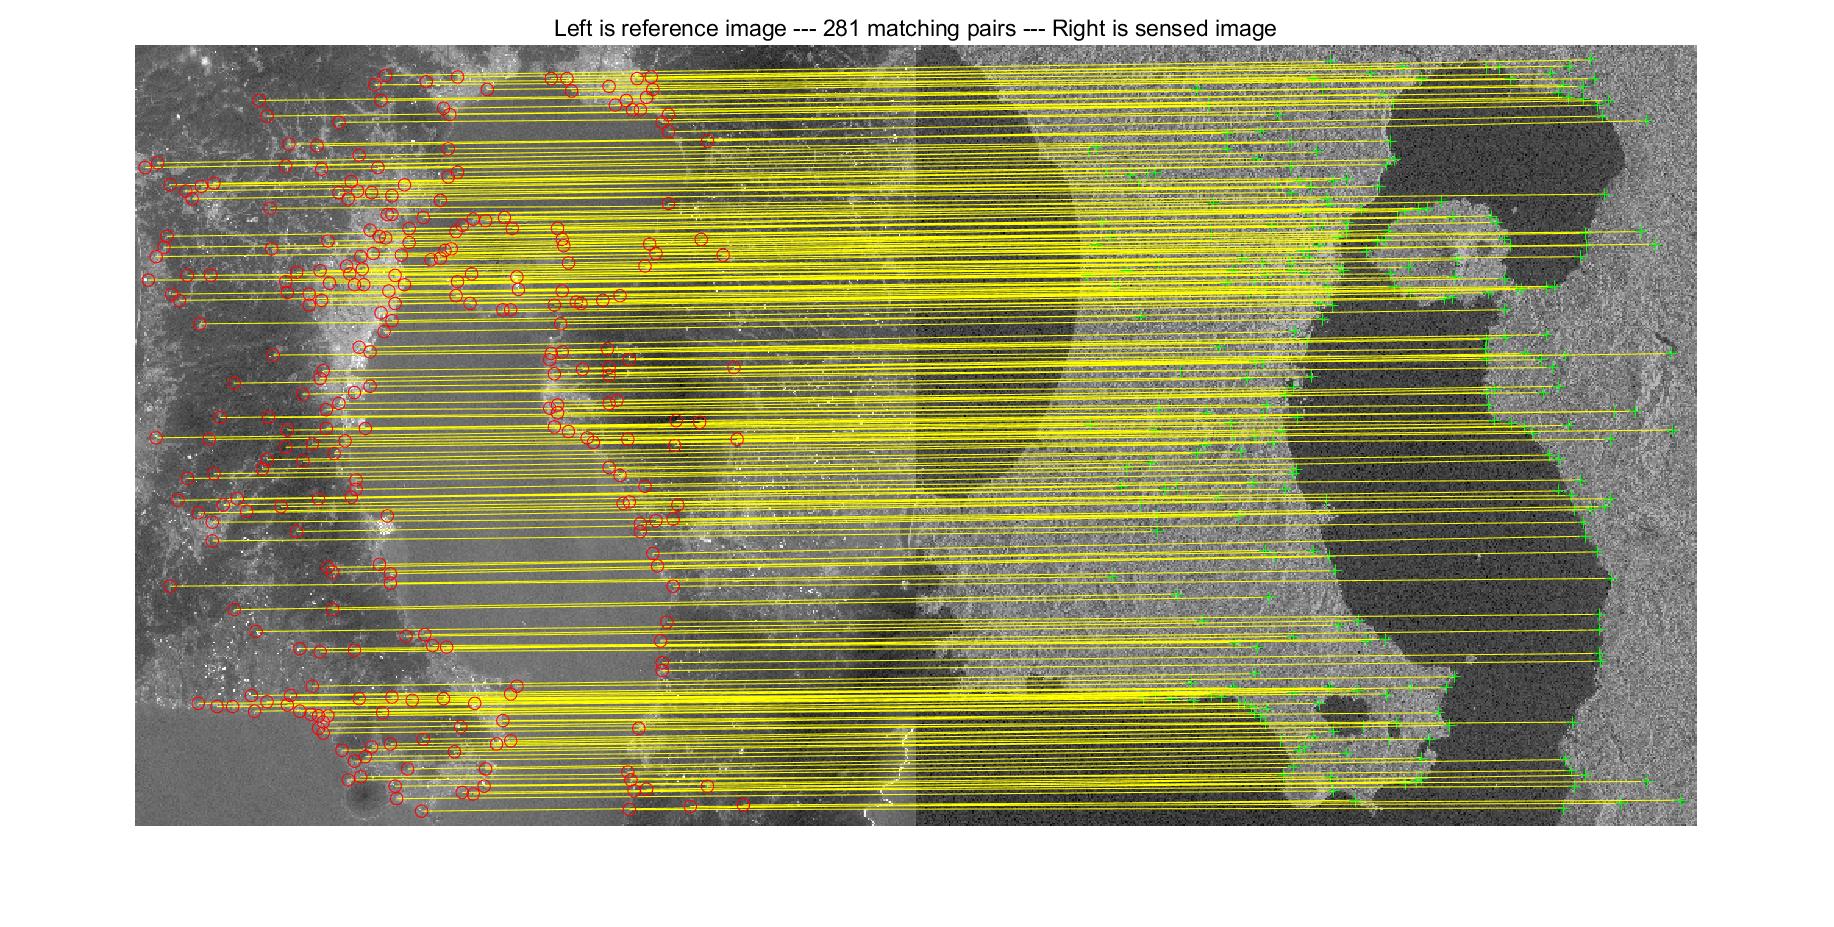 Left is reference image --- 281 matching pairs --- Right is sensed image